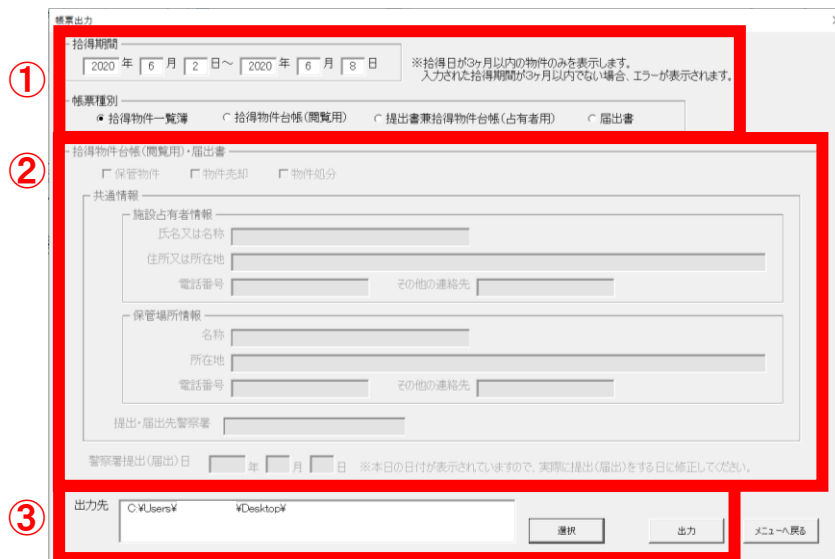 帳票出力
①
拾得期間
2020 年 6 月 2 日～ 2020 年 6 月 8 日
※拾得日が3ヶ月以内の物件のみを表示します。
入力された拾得期間が3ヶ月以内でない場合、エラーが表示されます。
帳票種別
拾得物件一覧簿 拾得物件台帳(閲覧用) 提出書兼拾得物件台帳(占有者用) 届出書
②
拾得物件台帳(閲覧用)・届出書
保管物件 物件売却 物件処分
共通情報
施設占有者情報
氏名又は名称
住所又は所在地
電話番号 その他の連絡先
保管場所情報
名称
所在地
電話番号 その他の連絡先
提出・届出先警察署
警察署提出(届出)日 年 月 日 ※本日の日付が表示されていますので、実際に提出(届出)をする日に修正してください。
③
出力先 C:¥Users¥ ¥Desktop¥
選択 出力 メニューへ戻る